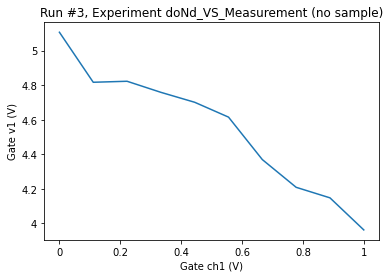 Run #3, Experiment doNd_VS_Measurement (no sample)
Gate v1 (V)
5
4.8
4.6
4.4
4.2
4
0 0.2 0.4 0.6 0.8 1
Gate ch1 (V)